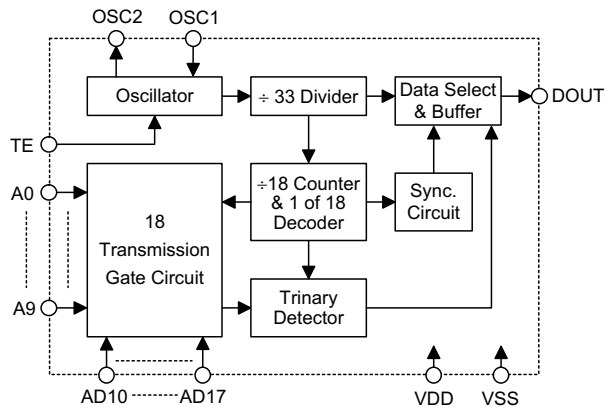 OSC2
OSC1
Oscillator
÷ 33 Divider
Data Select
& Buffer
DOUT
TE
A0
18
Transmission
Gate Circuit
÷18 Counter
& 1 of 18
Decoder
Sync.
Circuit
A9
Trinary
Detector
AD10
AD17
VDD
VSS